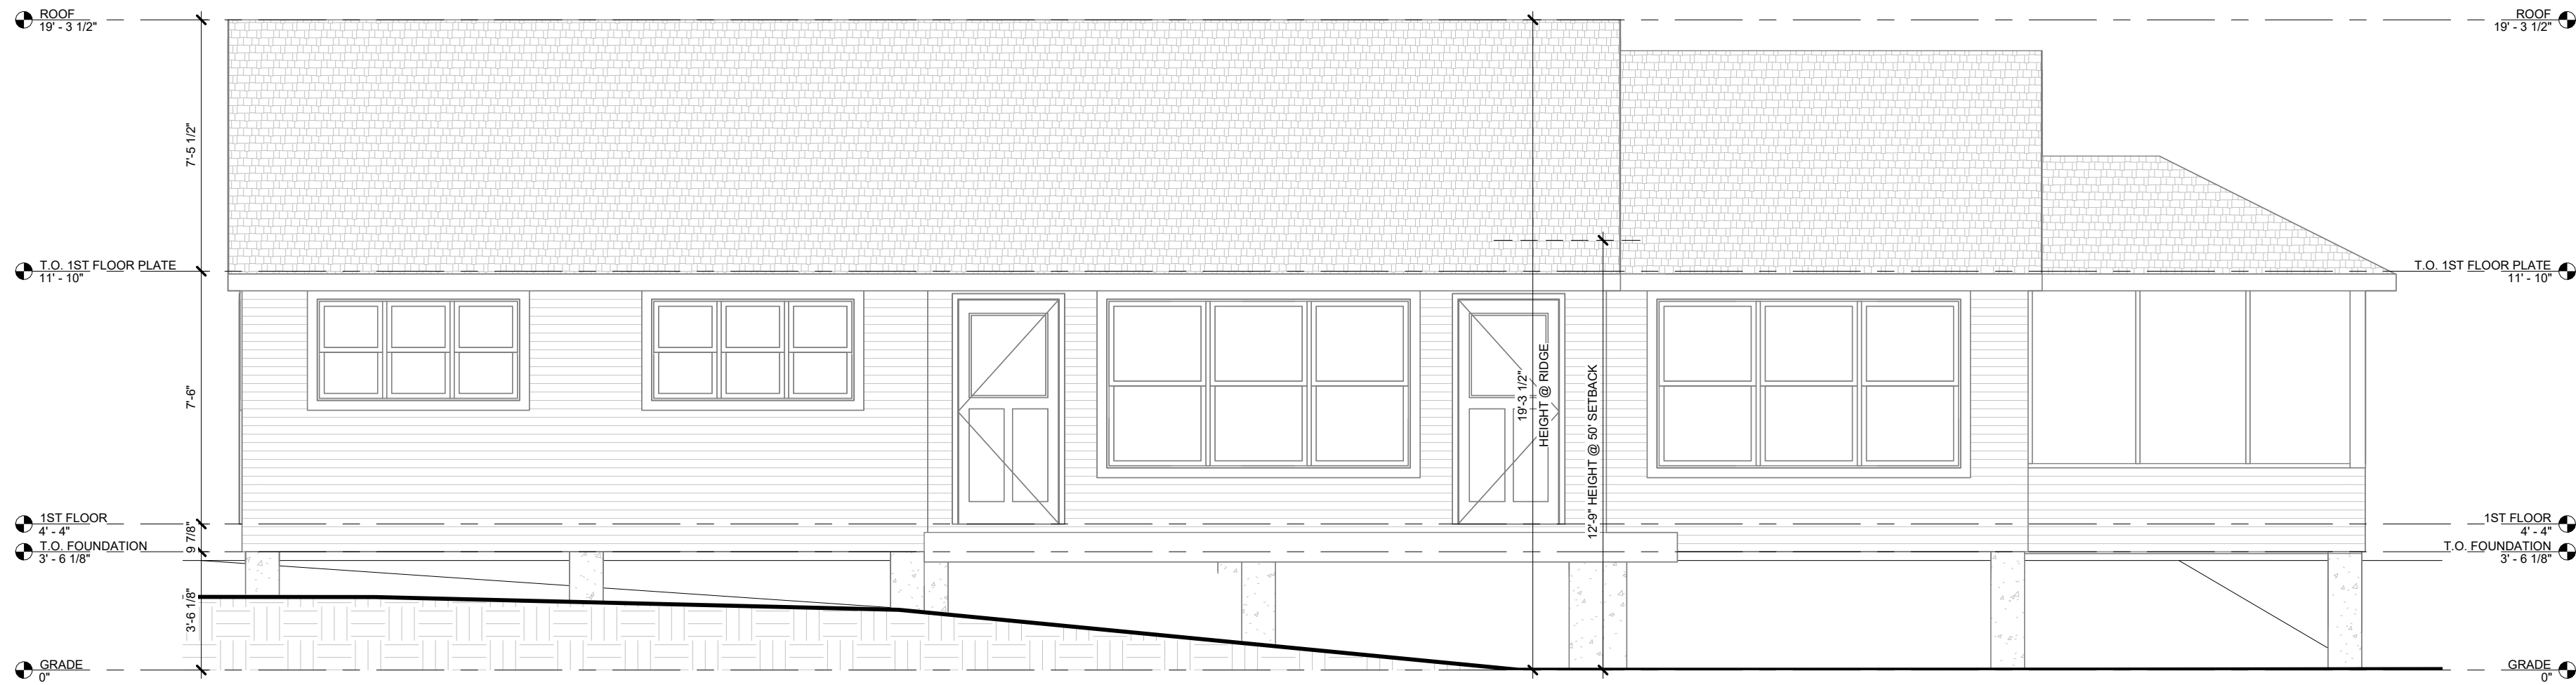 ROOF
19' - 3 1/2"
ROOF
19' - 3 1/2"
7'-5 1/2"
T.O. 1ST FLOOR PLATE
11' - 10"
T.O. 1ST FLOOR PLATE
11' - 10"
7'-6"
19'-3 1/2"
HEIGHT @ RIDGE
12'-9" HEIGHT @ 50' SETBACK
1ST FLOOR
4' - 4"
1ST FLOOR
4' - 4"
9 7/8"
T.O. FOUNDATION
3' - 6 1/8"
T.O. FOUNDATION
3' - 6 1/8"
3'-6 1/8"
GRADE
0"
GRADE
0"